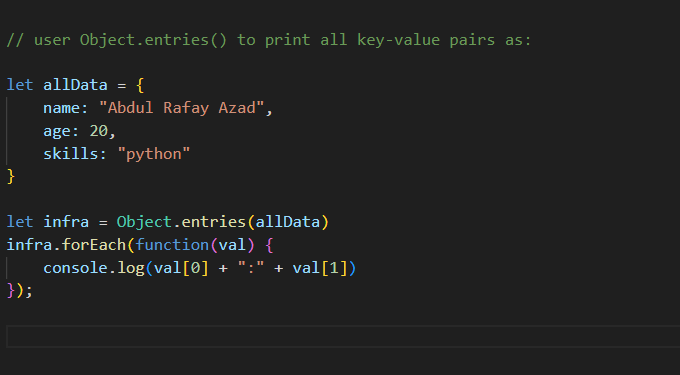 // user Object.entries() to print all key-value pairs as:
let allData = {
    name: "Abdul Rafay Azad",
    age: 20,
    skills: "python"
}
let infra = Object.entries(allData)
infra.forEach(function(val) {
    console.log(val[0] + ":" + val[1])
});